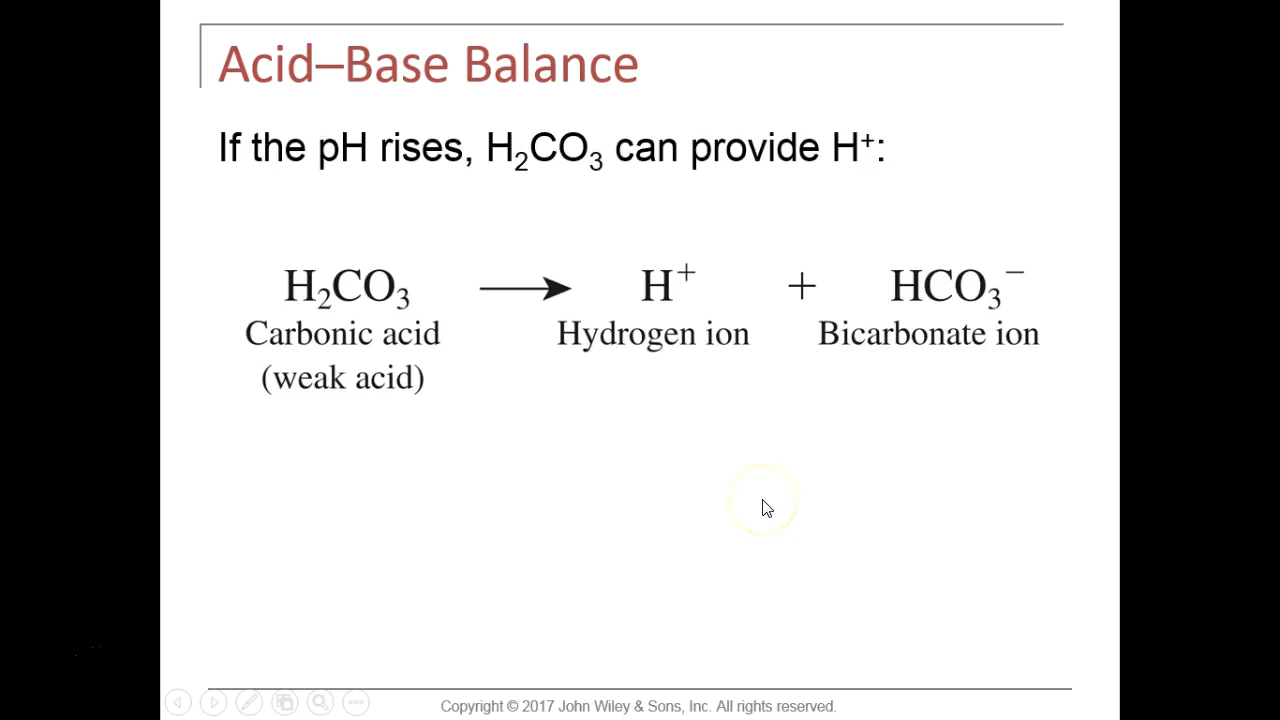 Acid–Base Balance
If the pH rises, H₂CO₃ can provide H⁺:
H₂CO₃ ⟶ H⁺ + HCO₃⁻
Carbonic acid Hydrogen ion Bicarbonate ion
(weak acid)
Copyright © 2017 John Wiley & Sons, Inc. All rights reserved.